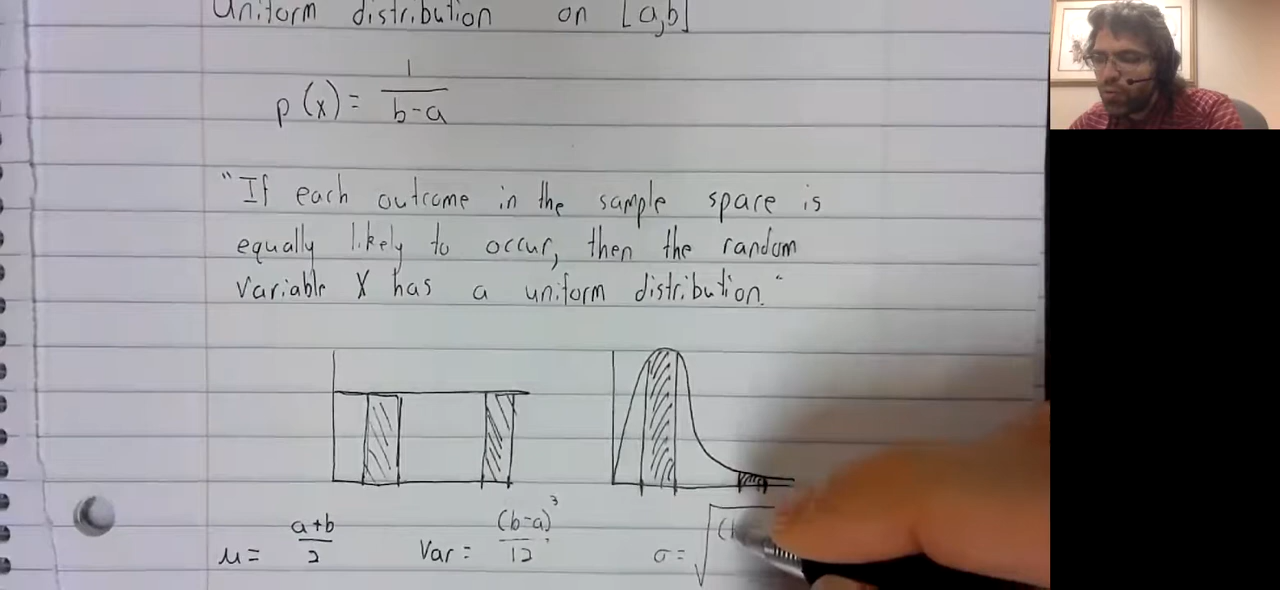 Uniform distribution on [a,b]
p(x) = 1/(b-a)
"If each outcome in the sample space is
equally likely to occur, then the random
variable X has a uniform distribution."
μ = (a+b)/2 Var = (b-a)³/12 σ = √(